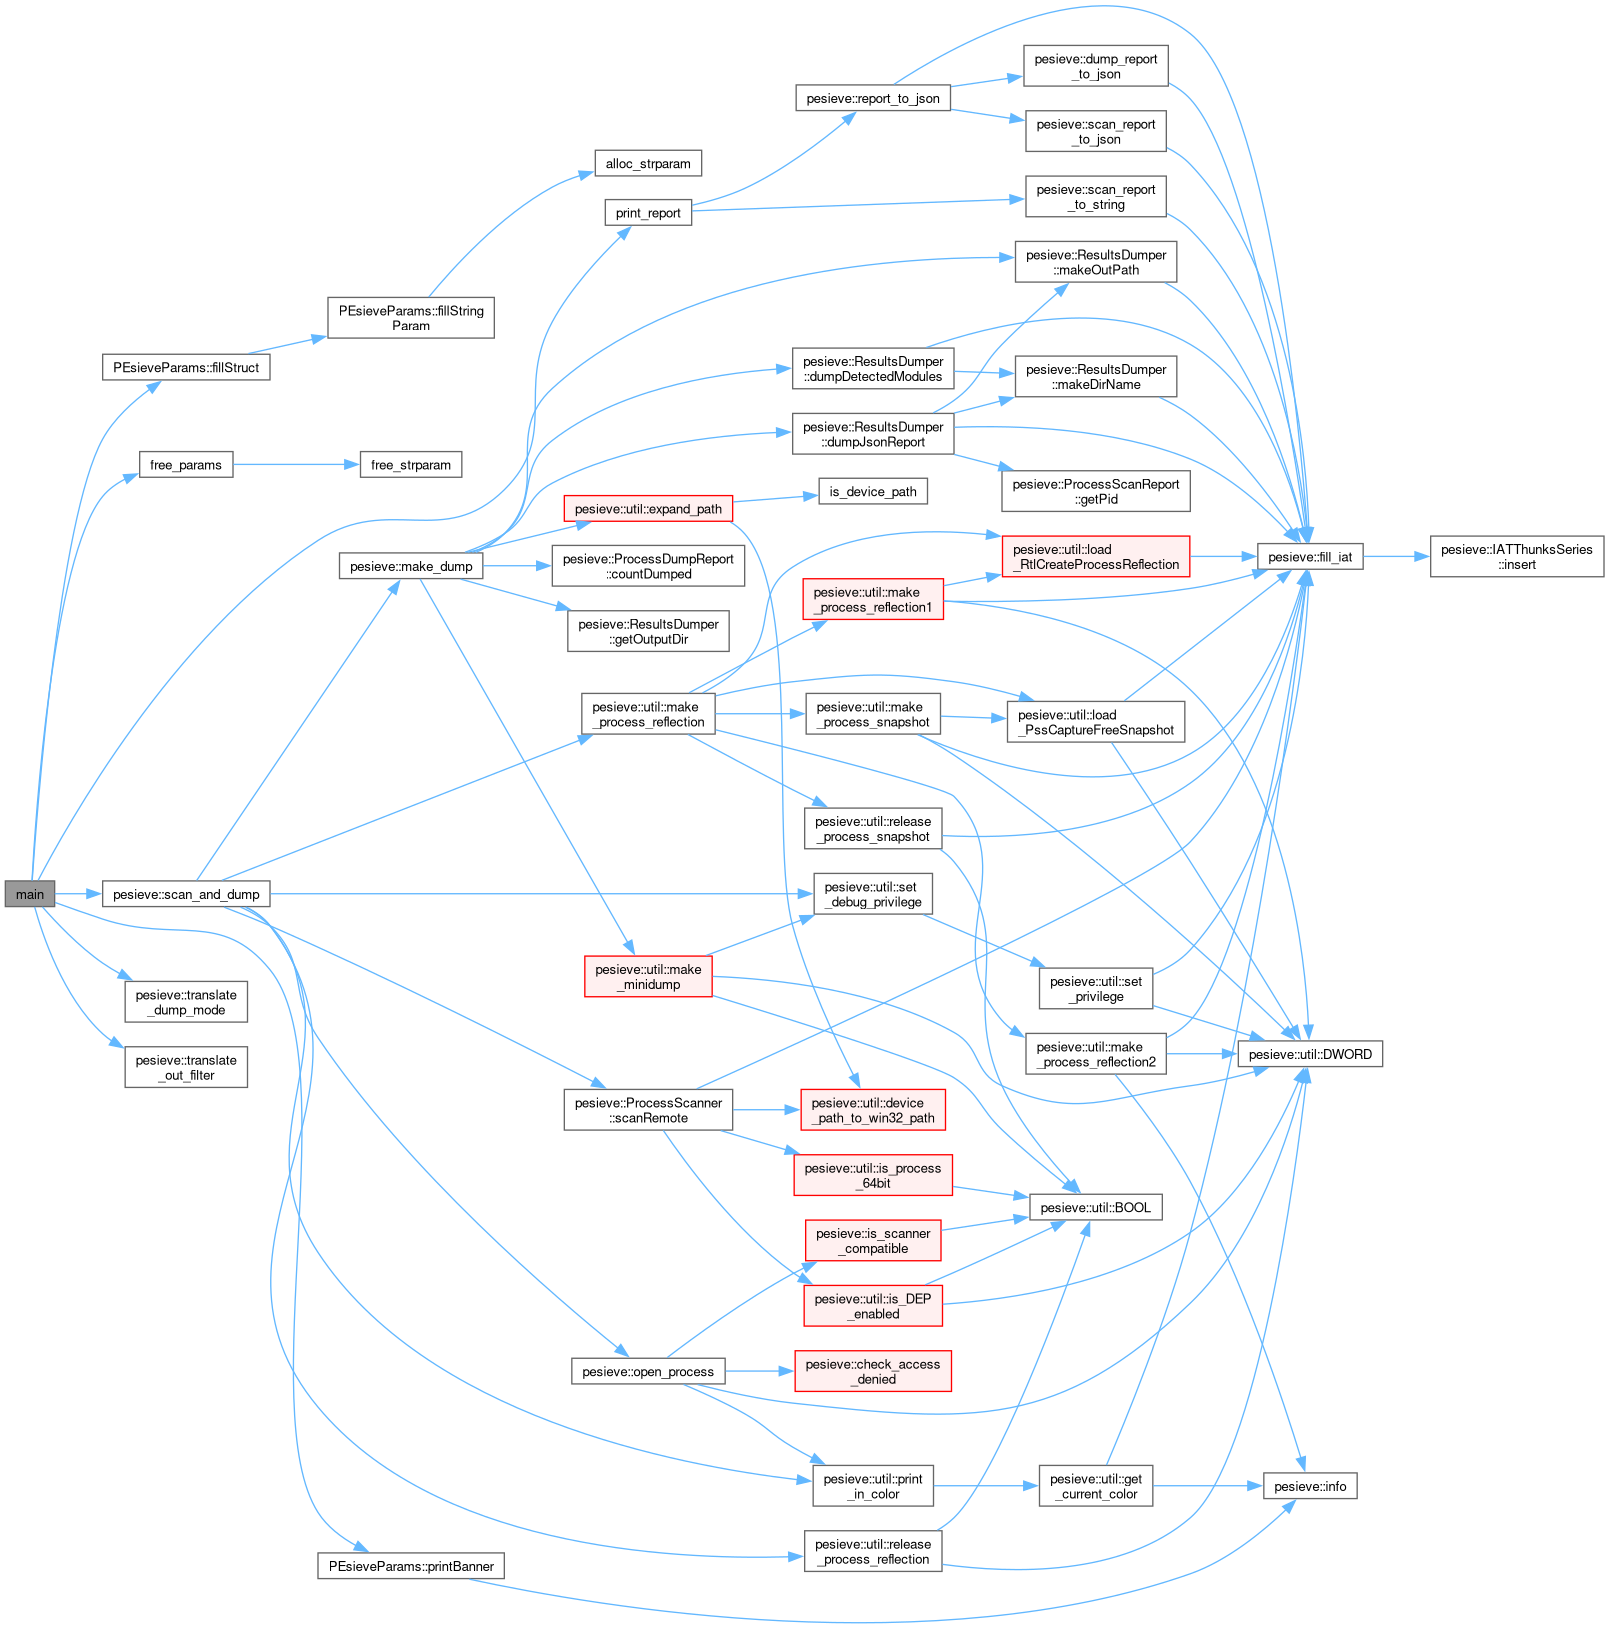 pesieve::dump_report
_to_json
pesieve::report_to_json
pesieve::scan_report
_to_json
alloc_strparam
pesieve::scan_report
_to_string
print_report
pesieve::ResultsDumper
::makeOutPath
PEsieveParams::fillString
Param
PEsieveParams::fillStruct
pesieve::ResultsDumper
::dumpDetectedModules
pesieve::ResultsDumper
::makeDirName
pesieve::ResultsDumper
::dumpJsonReport
free_params
free_strparam
is_device_path
pesieve::ProcessScanReport
::getPid
pesieve::util::expand_path
pesieve::make_dump
pesieve::ProcessDumpReport
::countDumped
pesieve::util::load
_RtlCreateProcessReflection
pesieve::fill_iat
pesieve::IATThunksSeries
::insert
pesieve::util::make
_process_reflection1
pesieve::ResultsDumper
::getOutputDir
pesieve::util::make
_process_reflection
pesieve::util::make
_process_snapshot
pesieve::util::load
_PssCaptureFreeSnapshot
pesieve::util::release
_process_snapshot
main
pesieve::scan_and_dump
pesieve::util::set
_debug_privilege
pesieve::util::make
_minidump
pesieve::util::set
_privilege
pesieve::translate
_dump_mode
pesieve::util::make
_process_reflection2
pesieve::util::DWORD
pesieve::translate
_out_filter
pesieve::ProcessScanner
::scanRemote
pesieve::util::device
_path_to_win32_path
pesieve::util::is_process
_64bit
pesieve::util::BOOL
pesieve::is_scanner
_compatible
pesieve::util::is_DEP
_enabled
pesieve::open_process
pesieve::check_access
_denied
pesieve::util::print
_in_color
pesieve::util::get
_current_color
pesieve::info
pesieve::util::release
_process_reflection
PEsieveParams::printBanner